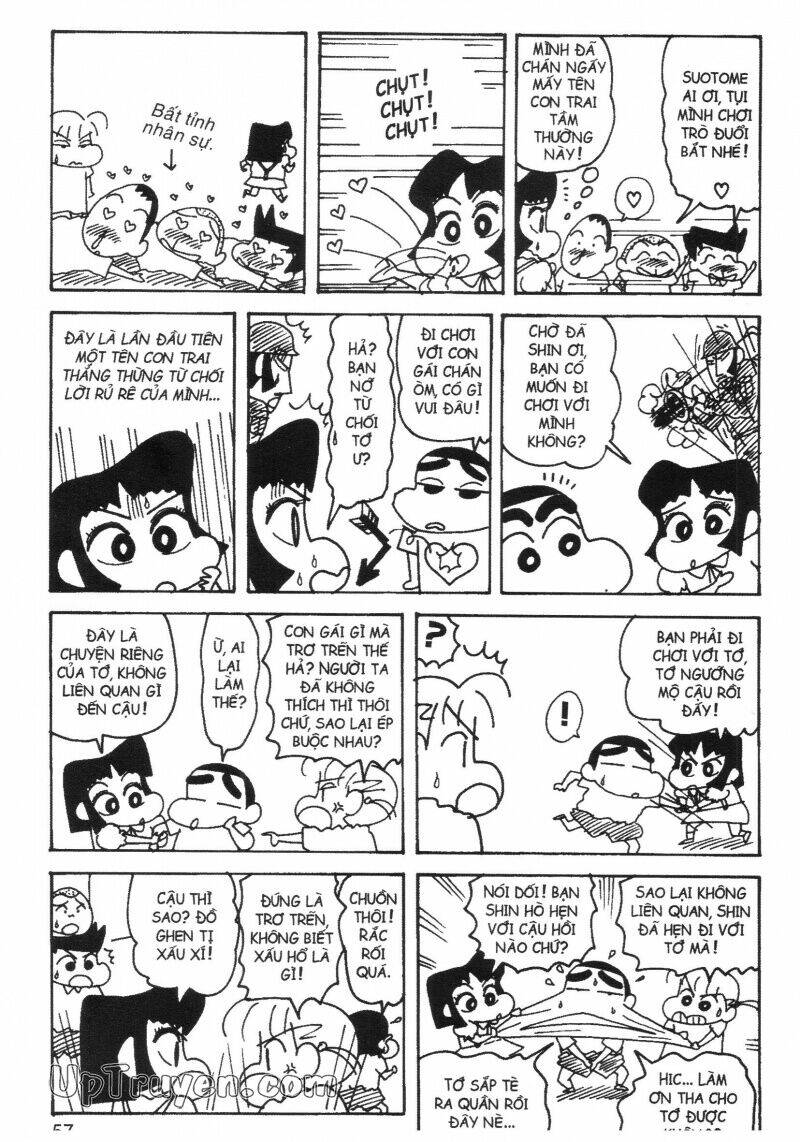 SUOTOME
AI ƠI, TỤI
MÌNH CHƠI
TRÒ ĐUỔI
BẮT NHÉ!
MÌNH ĐÃ
CHÁN NGẤY
MẤY TÊN
CON TRAI
TẦM
THƯỜNG
NÀY!
CHỤT!
CHỤT!
CHỤT!
Bất tỉnh
nhân sự.
CHỜ ĐÃ
SHIN ƠI,
BẠN CÓ
MUỐN ĐI
CHƠI VỚI
MÌNH
KHÔNG?
ĐI CHƠI
VỚI CON
GÁI CHÁN
ÒM, CÓ GÌ
VUI ĐÂU!
HẢ?
BẠN
NỠ
TỪ
CHỐI
TỚ
Ư?
ĐÂY LÀ LẦN ĐẦU TIÊN
MỘT TÊN CON TRAI
THẲNG THỪNG TỪ CHỐI
LỜI RỦ RÊ CỦA MÌNH...
BẠN PHẢI ĐI
CHƠI VỚI TỚ,
TỚ NGƯỠNG
MỘ CẬU RỒI
ĐẤY!
!
?
CON GÁI GÌ MÀ
TRƠ TRẼN THẾ
HẢ? NGƯỜI TA
ĐÃ KHÔNG
THÍCH THÌ THÔI
CHỨ, SAO LẠI ÉP
BUỘC NHAU?
Ừ, AI
LẠI
LÀM
THẾ?
ĐÂY LÀ
CHUYỆN RIÊNG
CỦA TỚ, KHÔNG
LIÊN QUAN GÌ
ĐẾN CẬU!
SAO LẠI KHÔNG
LIÊN QUAN, SHIN
ĐÃ HẸN ĐI VỚI
TỚ MÀ!
NÓI DỐI! BẠN
SHIN HÒ HẸN
VỚI CẬU HỒI
NÀO CHỨ?
HIC... LÀM
ƠN THA CHO
TỚ ĐƯỢC
TỚ SẮP TÈ
RA QUẦN RỒI
ĐÂY NÈ...
CHUỒN
THÔI!
RẮC
RỐI
QUÁ.
ĐÚNG LÀ
TRƠ TRẼN,
KHÔNG BIẾT
XẤU HỔ LÀ
GÌ!
CẬU THÌ
SAO? ĐỒ
GHEN TỊ
XẤU XÍ!
UpTruyen.com
57